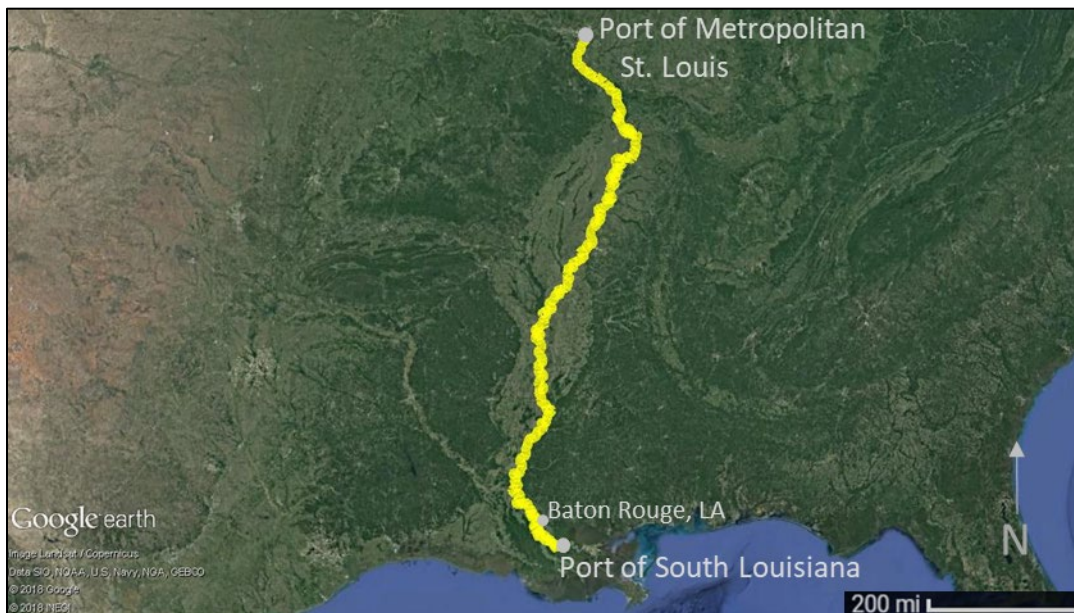 Port of Metropolitan
St. Louis
Baton Rouge, LA
Google earth
N
Image Landsat / Copernicus
Port of South Louisiana
Data SIO, NOAA, U.S. Navy, NGA, GEBCO
© 2018 Google
© 2018 INEGI
200 mi